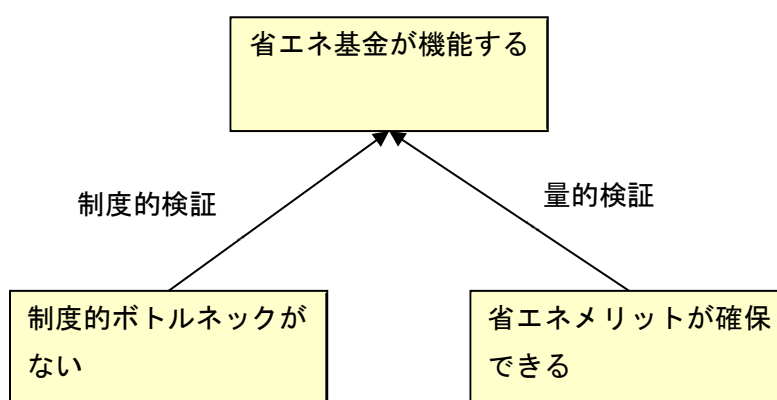 省エネ基金が機能する
制度的検証
量的検証
制度的ボトルネックが
ない
省エネメリットが確保
できる